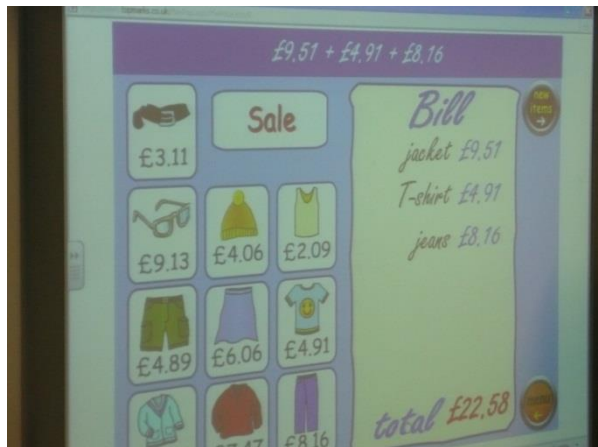 £9.51 + £4.91 + £8.16
Sale
£3.11
£9.13
£4.06
£2.09
£4.89
£6.06
£4.91
£8.16
Bill
jacket £9.51
T-shirt £4.91
jeans £8.16
total £22.58
new
items